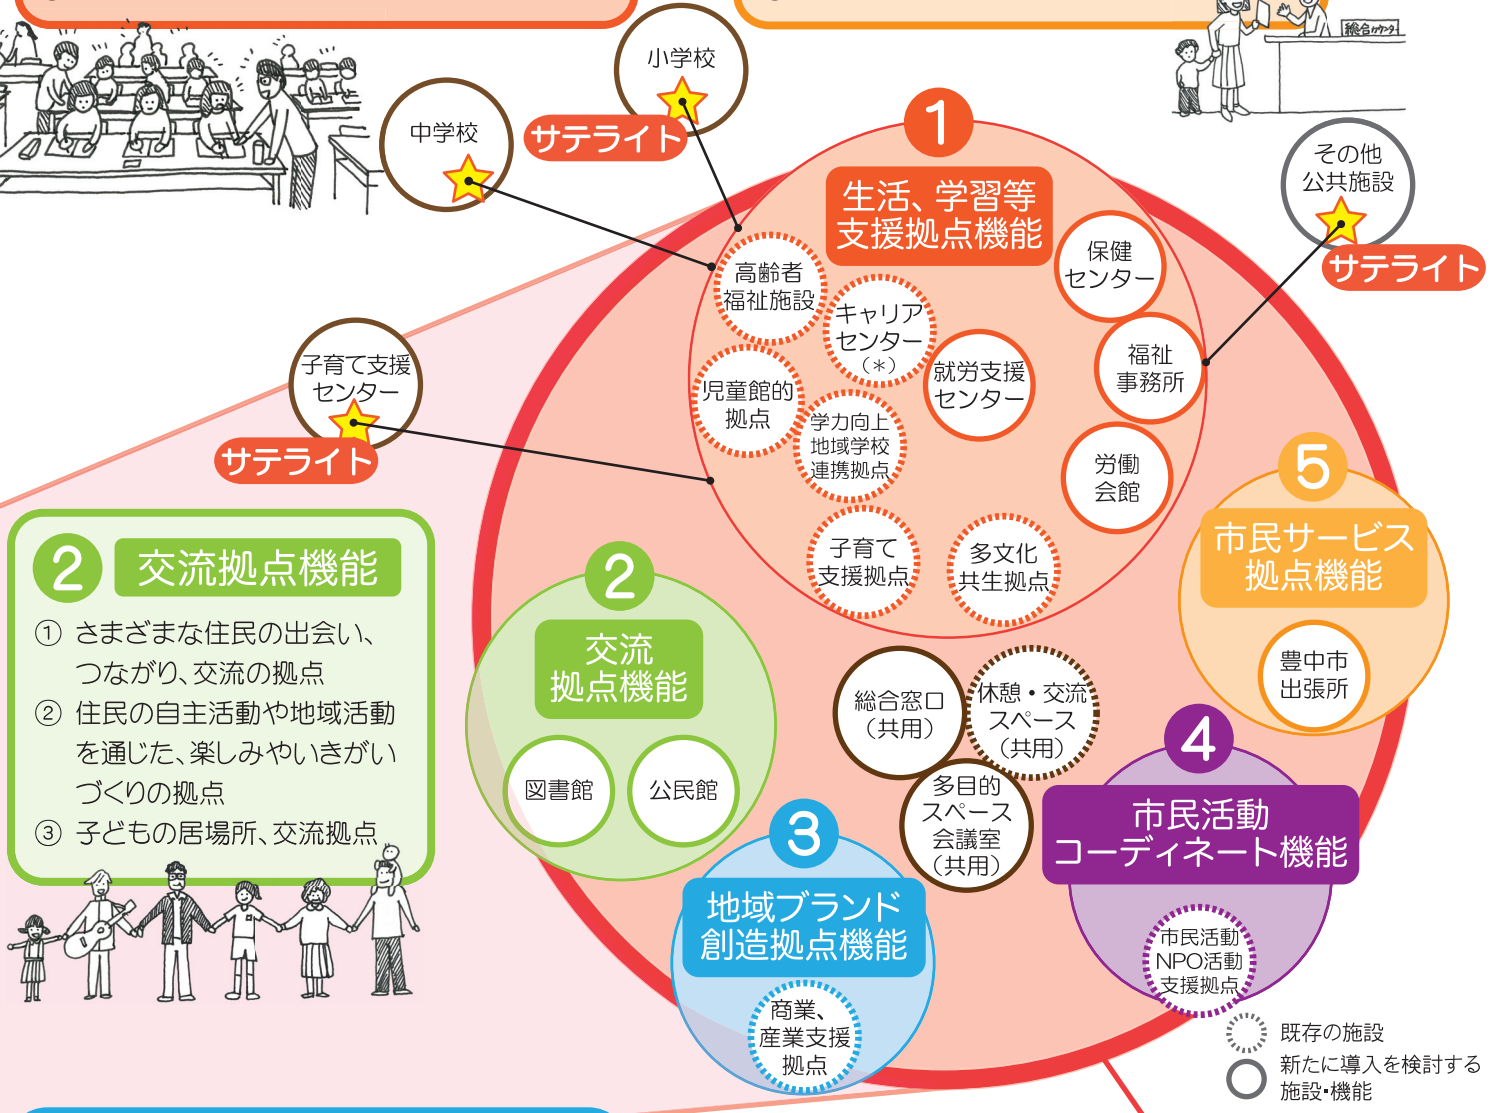 総合カウンター
小学校
サテライト
中学校
1
生活、学習等
支援拠点機能
その他
公共施設
サテライト
高齢者
福祉施設
キャリア
センター
(*)
保健
センター
福祉
事務所
就労支援
センター
児童館的
拠点
学力向上
地域学校
連携拠点
労働
会館
子育て
支援拠点
多文化
共生拠点
子育て支援
センター
サテライト
2 交流拠点機能
① さまざまな住民の出会い、
つながり、交流の拠点
② 住民の自主活動や地域活動
を通じた、楽しみやいきがい
づくりの拠点
③ 子どもの居場所、交流拠点
2
交流
拠点機能
図書館
公民館
総合窓口
(共用)
休憩・交流
スペース
(共用)
多目的
スペース
会議室
(共用)
5
市民サービス
拠点機能
豊中市
出張所
4
市民活動
コーディネート機能
市民活動
NPO活動
支援拠点
3
地域ブランド
創造拠点機能
商業、
産業支援
拠点
既存の施設
新たに導入を検討する
施設・機能